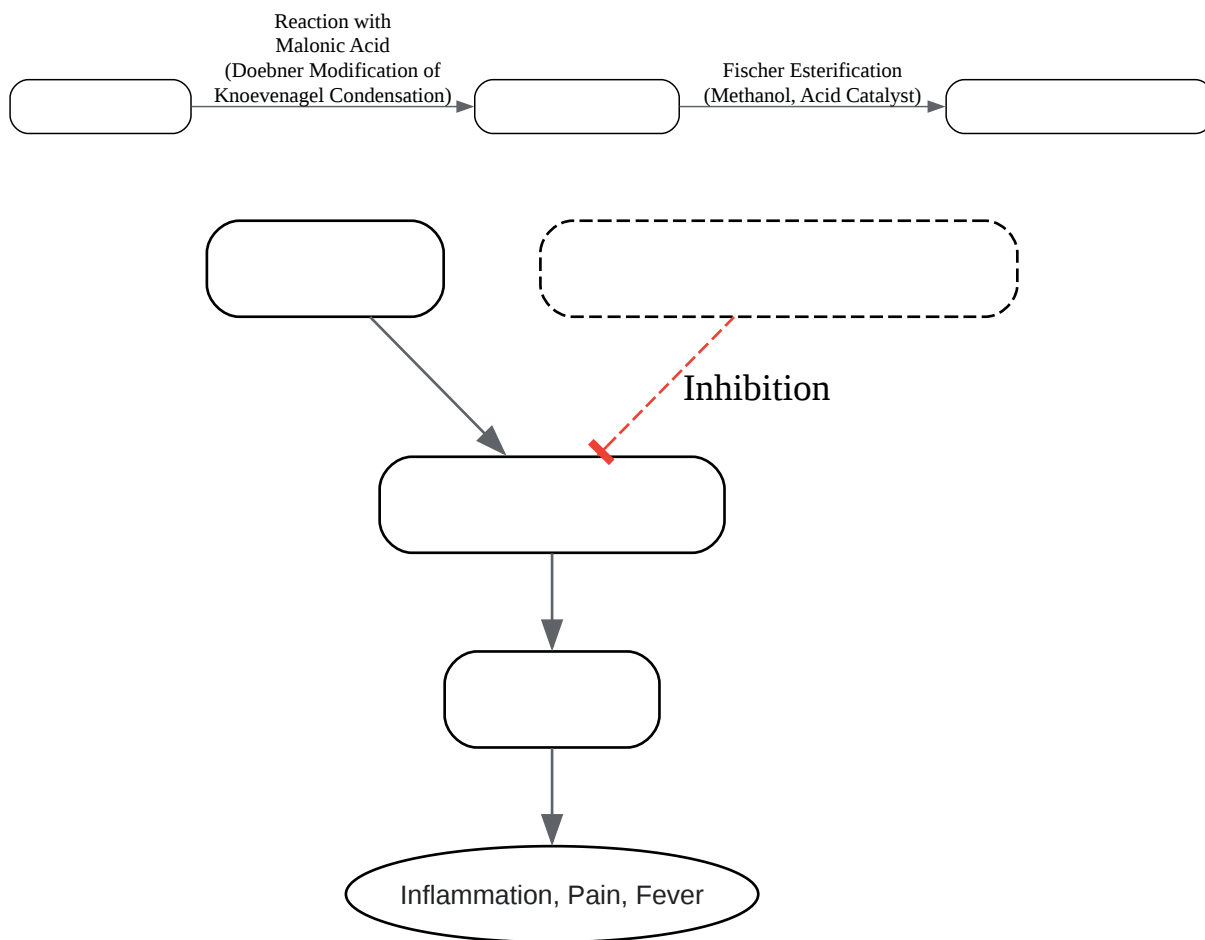 Reaction with
Malonic Acid
(Doebner Modification of
Knoevenagel Condensation)
Fischer Esterification
(Methanol, Acid Catalyst)
Inhibition
Inflammation, Pain, Fever